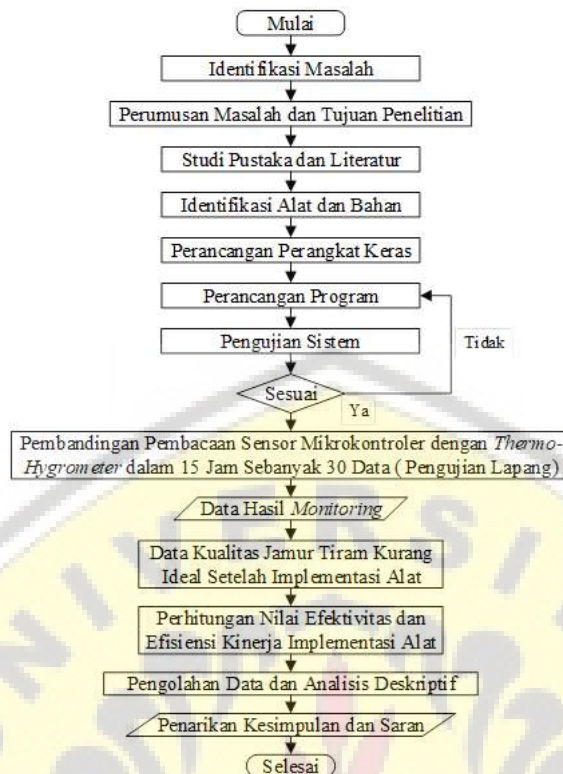 Mulai
Identifikasi Masalah
Perumusan Masalah dan Tujuan Penelitian
Studi Pustaka dan Literatur
Identifikasi Alat dan Bahan
Perancangan Perangkat Keras
Perancangan Program
Pengujian Sistem
Tidak
Sesuai
Ya
Pembandingan Pembacaan Sensor Mikrokontroler dengan Thermo-
Hygrometer dalam 15 Jam Sebanyak 30 Data ( Pengujian Lapang)
Data Hasil Monitoring
Data Kualitas Jamur Tiram Kurang
Ideal Setelah Implementasi Alat
Perhitungan Nilai Efektivitas dan
Efisiensi Kinerja Implementasi Alat
Pengolahan Data dan Analisis Deskriptif
Penarikan Kesimpulan dan Saran
Selesai